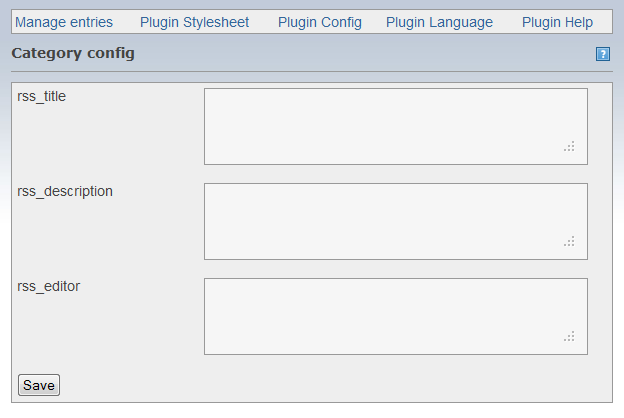 Manage entries Plugin Stylesheet Plugin Config Plugin Language Plugin Help
Category config ?
rss_title
rss_description
rss_editor
Save